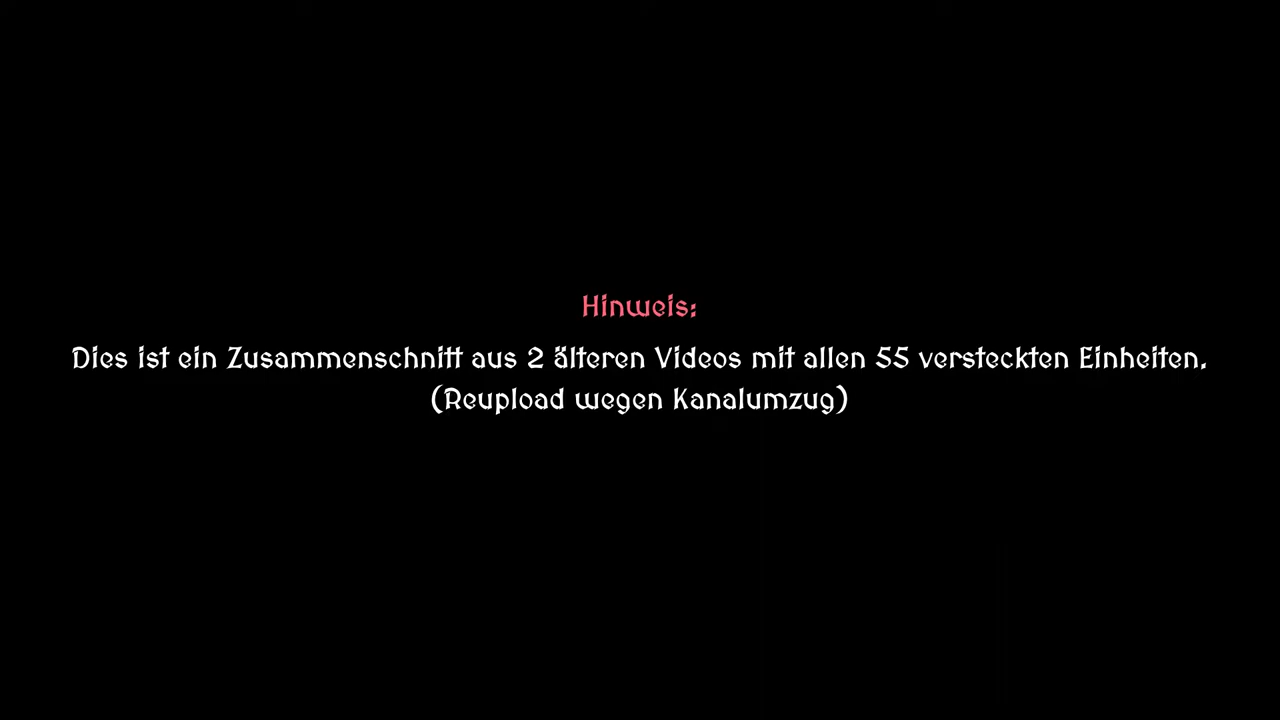 Hinweis:
Dies ist ein Zusammenschnitt aus 2 älteren Videos mit allen 55 versteckten Einheiten.
(Reupload wegen Kanalumzug)